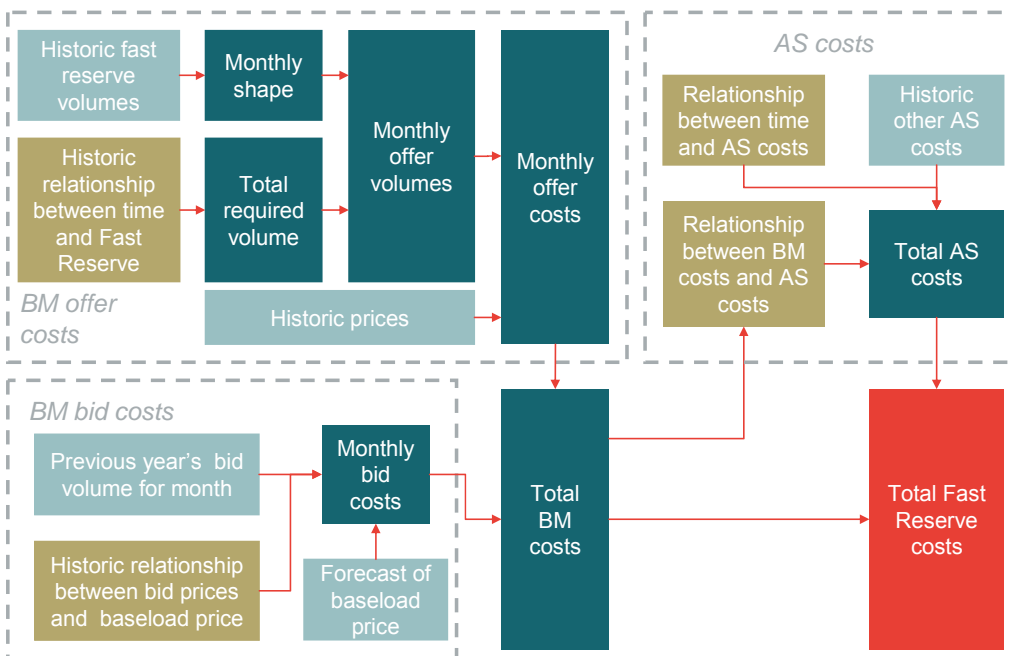 Historic fast
reserve
volumes
Monthly
shape
Monthly
offer
volumes
Monthly
offer
costs
Historic
relationship
between time
and Fast
Reserve
Total
required
volume
BM offer
costs
Historic prices
AS costs
Relationship
between time
and AS costs
Historic
other AS
costs
Relationship
between BM
costs and AS
costs
Total AS
costs
BM bid costs
Previous year's bid
volume for month
Monthly
bid
costs
Historic relationship
between bid prices
and baseload price
Forecast of
baseload
price
Total
BM
costs
Total Fast
Reserve
costs